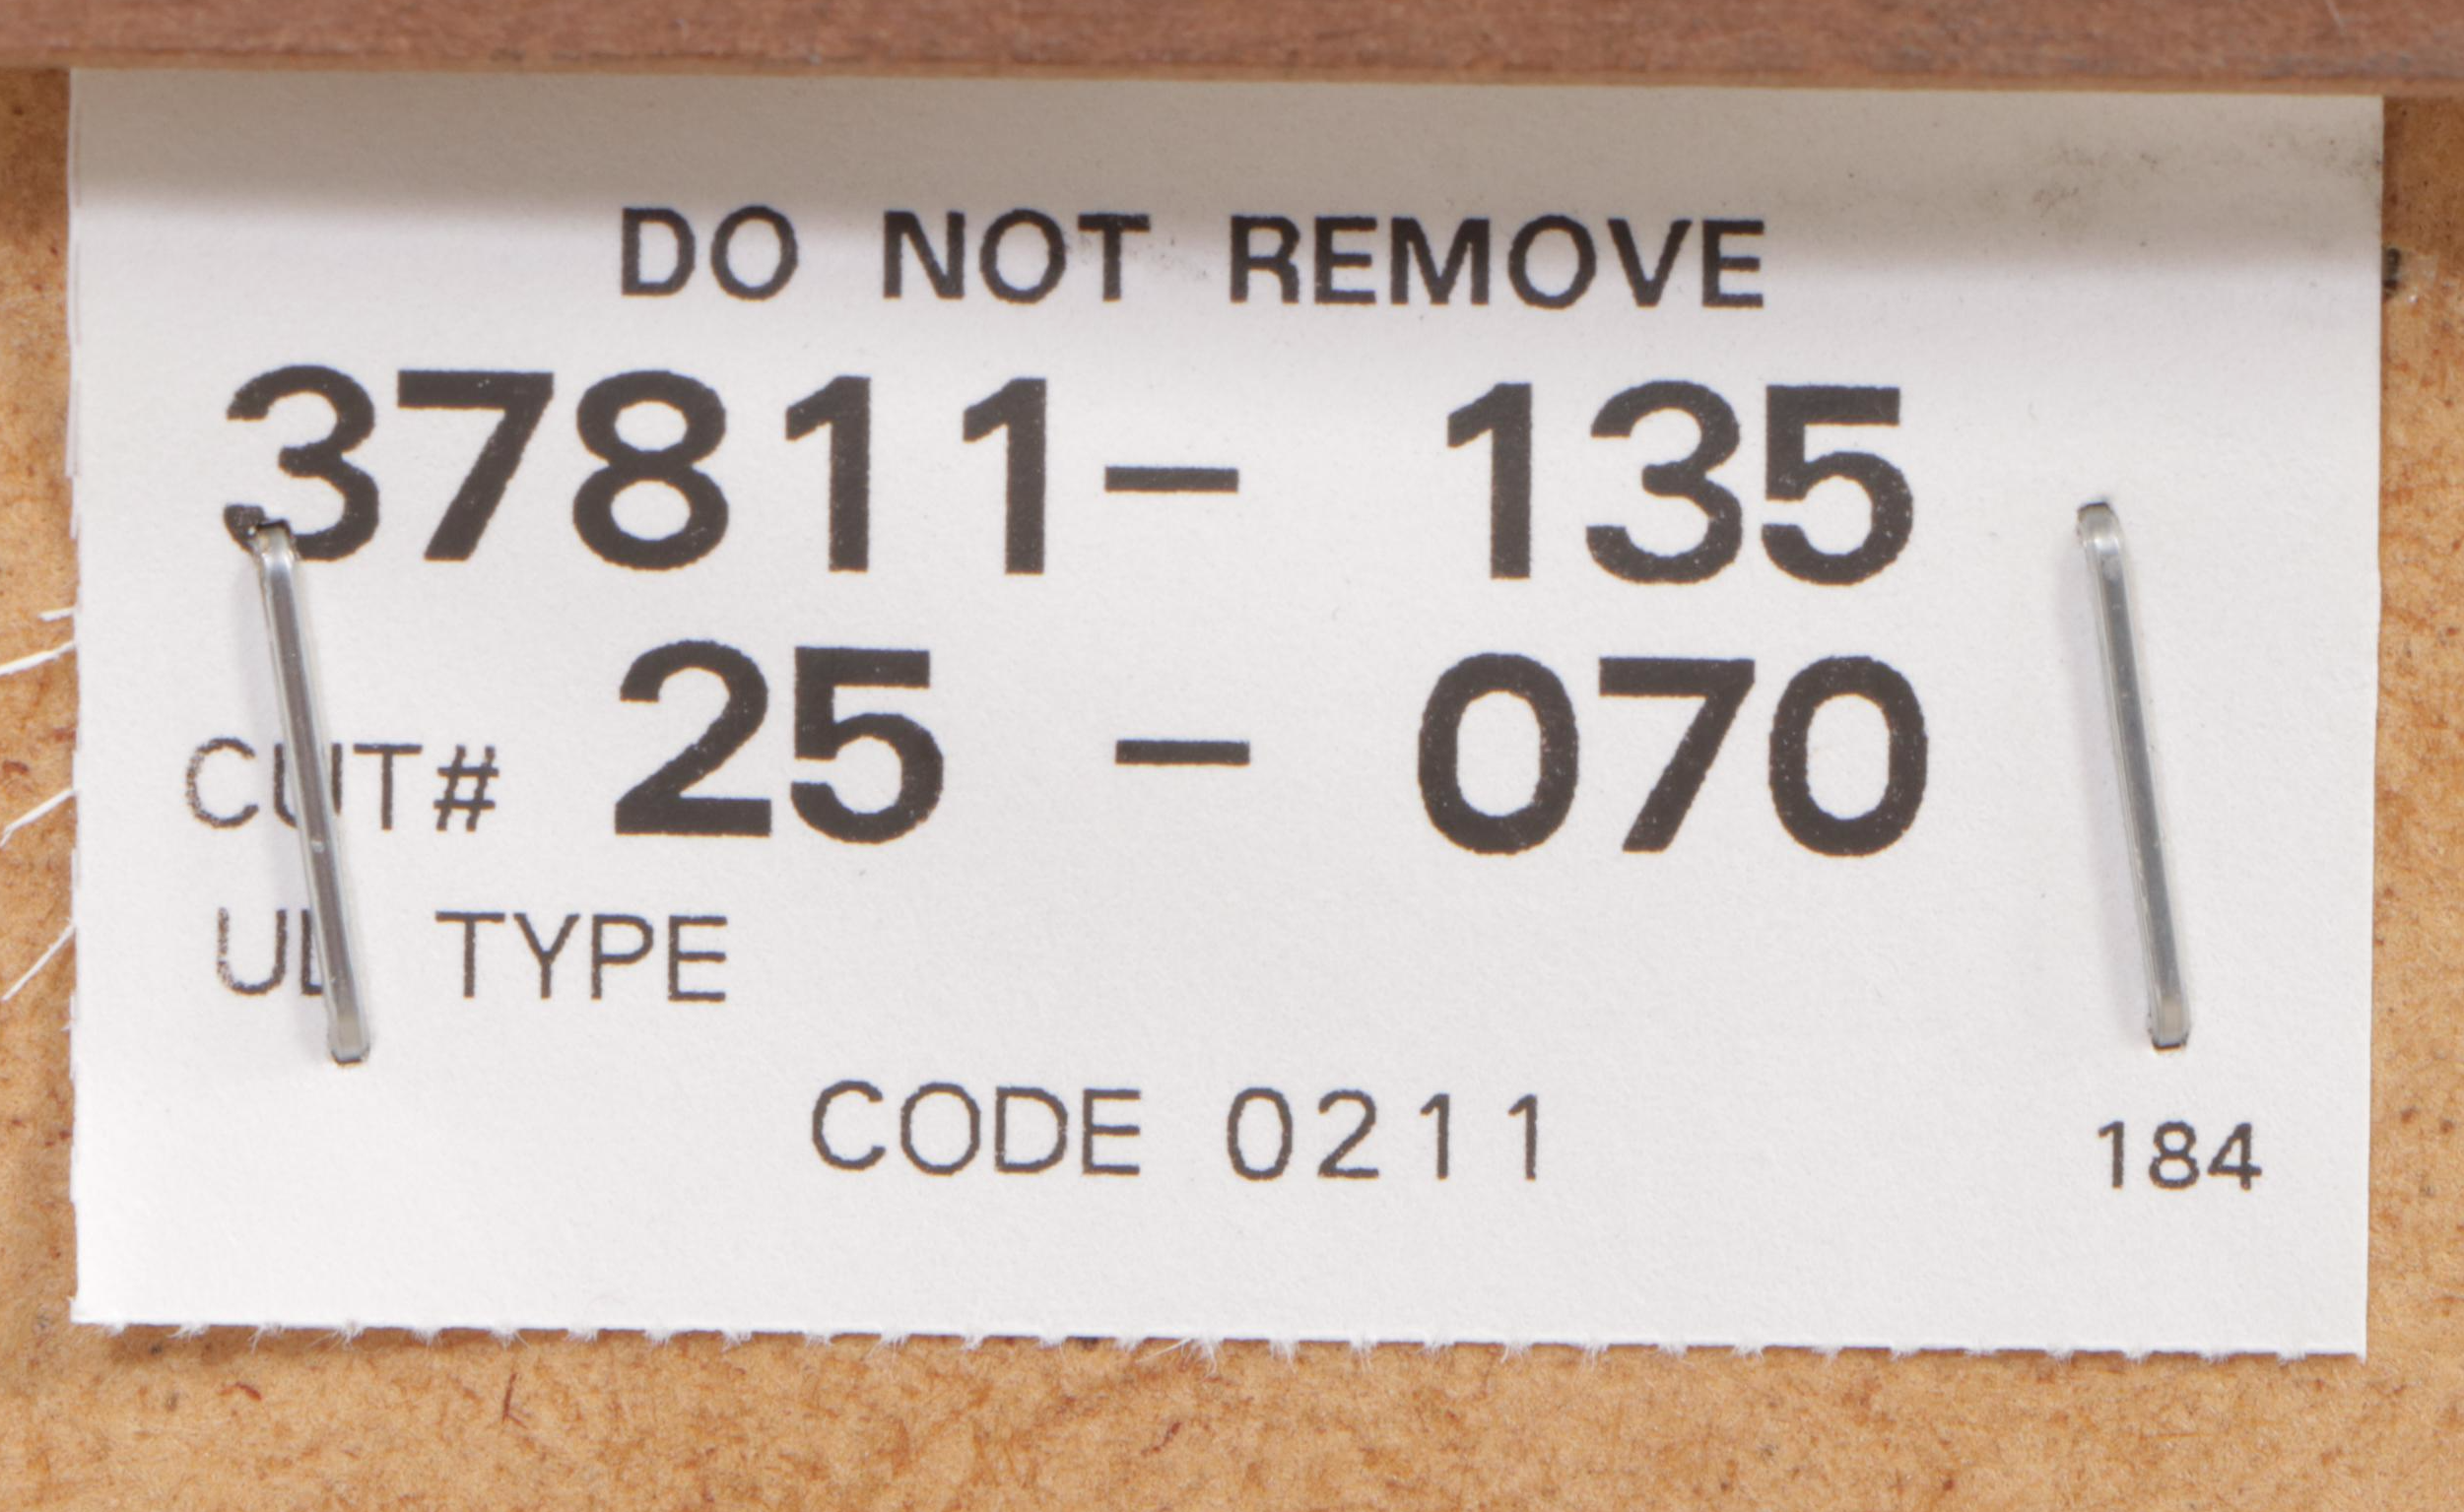 DO NOT REMOVE
37811- 135
CUT# 25 - 070
UL TYPE
CODE 0211
184